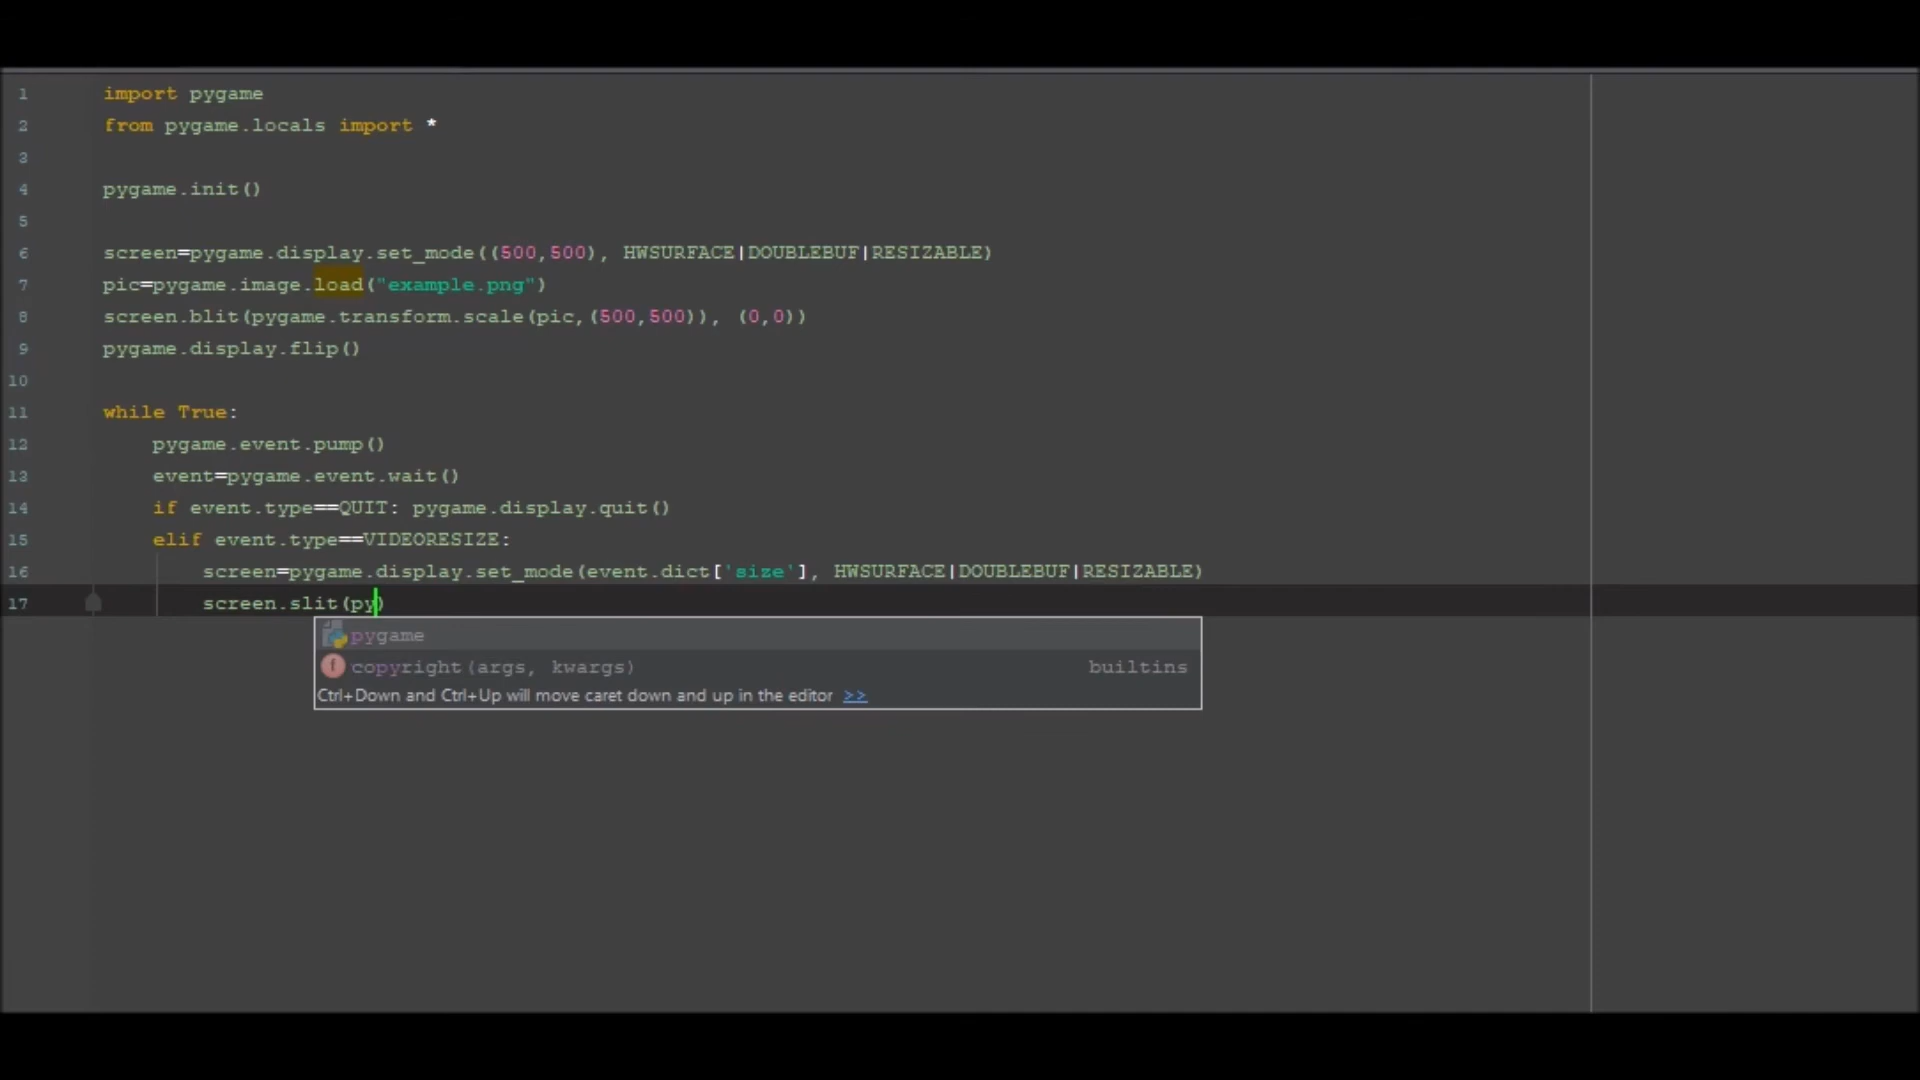 1 import pygame
2 from pygame.locals import *
3
4 pygame.init()
5
6 screen=pygame.display.set_mode((500,500), HWSURFACE|DOUBLEBUF|RESIZABLE)
7 pic=pygame.image.load("example.png")
8 screen.blit(pygame.transform.scale(pic,(500,500)), (0,0))
9 pygame.display.flip()
10
11 while True:
12     pygame.event.pump()
13     event=pygame.event.wait()
14     if event.type==QUIT: pygame.display.quit()
15     elif event.type==VIDEORESIZE:
16         screen=pygame.display.set_mode(event.dict['size'], HWSURFACE|DOUBLEBUF|RESIZABLE)
17         screen.slit(py)
pygame
f copyright(args, kwargs) builtins
Ctrl+Down and Ctrl+Up will move caret down and up in the editor >>